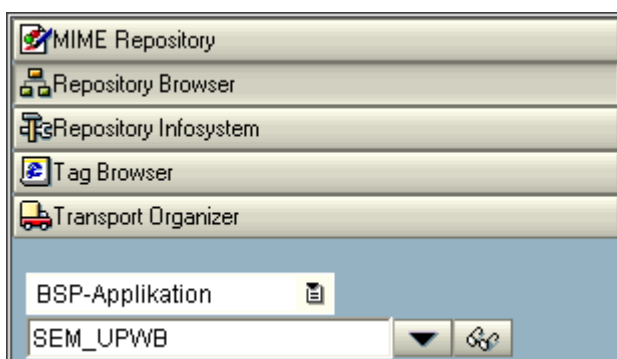 MIME Repository
Repository Browser
Repository Infosystem
Tag Browser
Transport Organizer
BSP-Applikation
SEM_UPWB